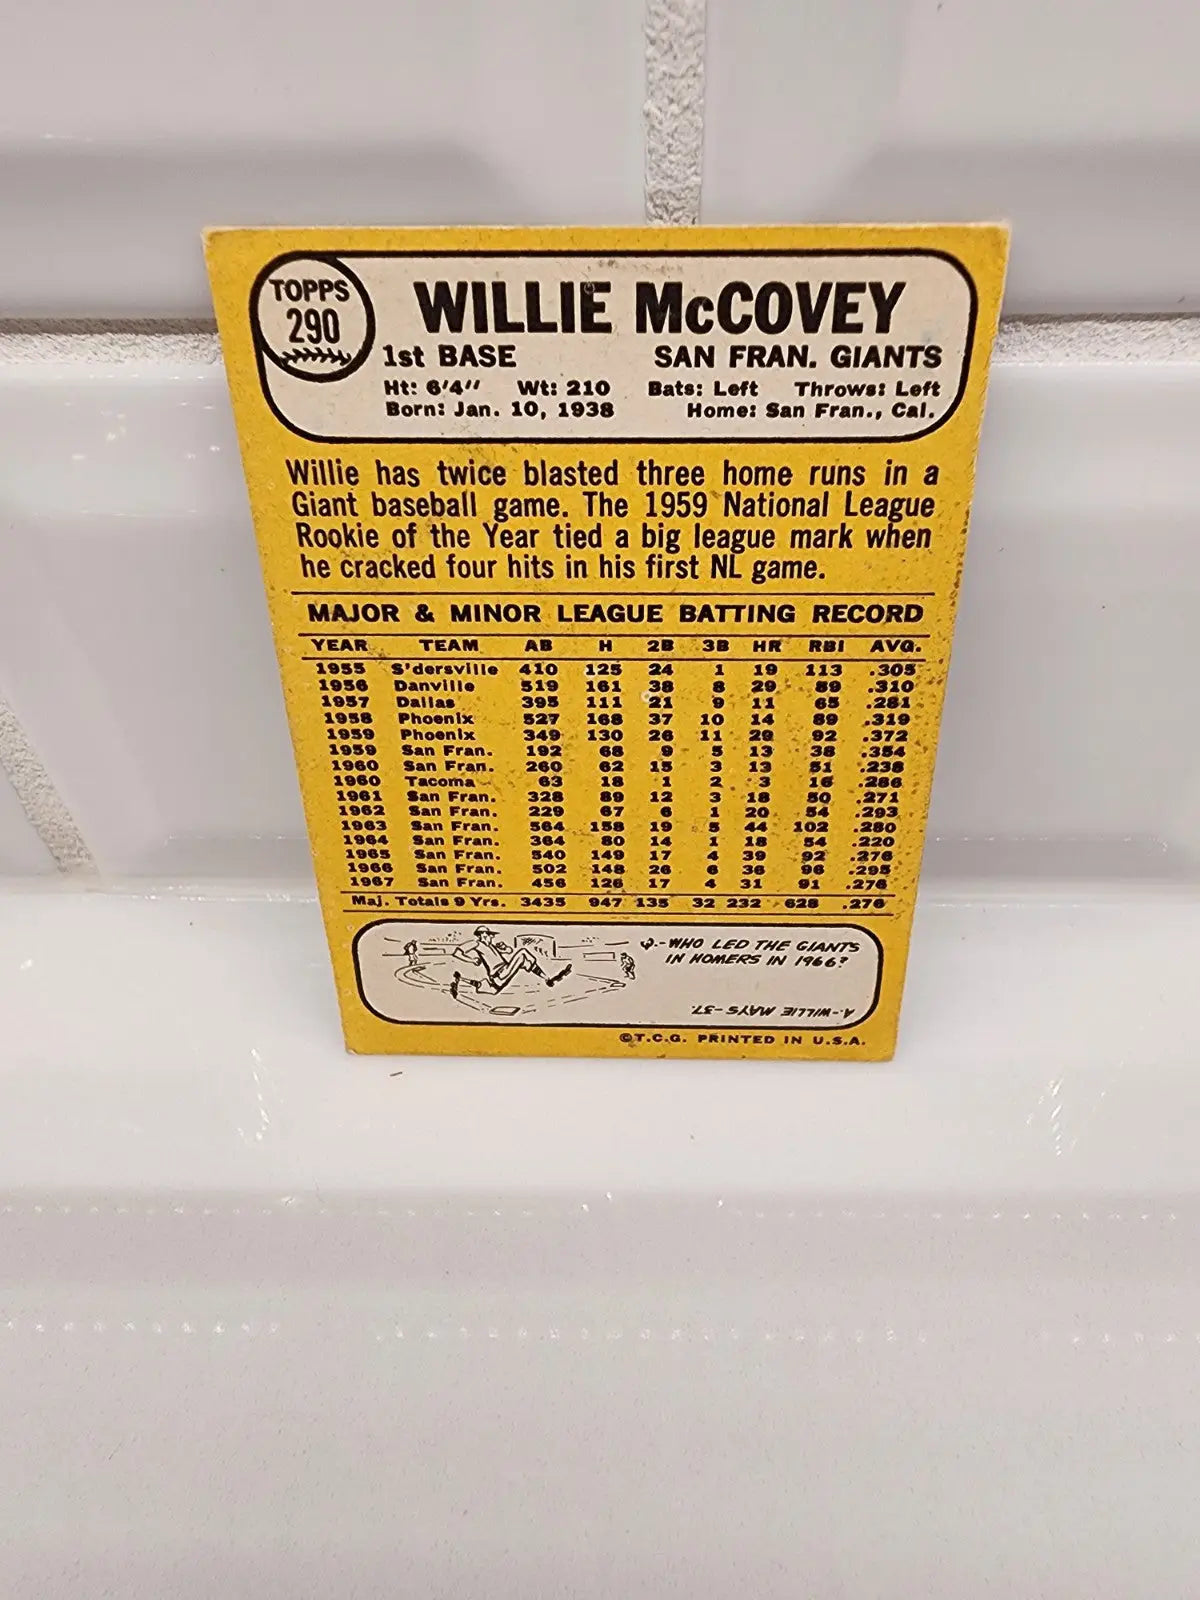 TOPPS
290
WILLIE McCOVEY
1st BASE SAN FRAN. GIANTS
Ht: 6'4" Wt: 210 Bats: Left Throws: Left
Born: Jan. 10, 1938 Home: San Fran., Cal.
Willie has twice blasted three home runs in a
Giant baseball game. The 1959 National League
Rookie of the Year tied a big league mark when
he cracked four hits in his first NL game.
MAJOR & MINOR LEAGUE BATTING RECORD
YEAR TEAM AB H 2B 3B HR RBI AVG.
1955 S'dersville 410 125 24 1 19 113 .305
1956 Danville 519 161 38 8 29 89 .310
1957 Dallas 395 111 21 9 11 65 .281
1958 Phoenix 527 168 37 10 14 89 .319
1959 Phoenix 349 130 26 11 29 92 .372
1959 San Fran. 192 68 9 5 13 38 .354
1960 San Fran. 260 62 15 3 13 51 .238
1960 Tacoma 63 18 1 2 3 16 .286
1961 San Fran. 328 89 12 3 18 50 .271
1962 San Fran. 229 67 6 1 20 54 .293
1963 San Fran. 564 158 19 5 44 102 .280
1964 San Fran. 364 80 14 1 18 54 .220
1965 San Fran. 540 149 17 4 39 92 .276
1966 San Fran. 502 148 26 6 36 96 .295
1967 San Fran. 456 126 17 4 31 91 .276
Maj. Totals 9 Yrs. 3435 947 135 32 232 628 .276
Q.-WHO LED THE GIANTS
IN HOMERS IN 1966?
A.-WILLIE MAYS-37.
©T.C.G. PRINTED IN U.S.A.